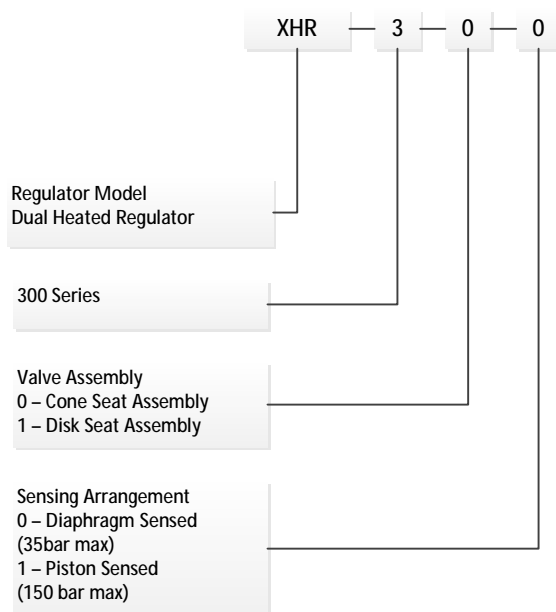 XHR 3 0 0
Regulator Model
Dual Heated Regulator
300 Series
Valve Assembly
0 – Cone Seat Assembly
1 – Disk Seat Assembly
Sensing Arrangement
0 – Diaphragm Sensed
(35bar max)
1 – Piston Sensed
(150 bar max)